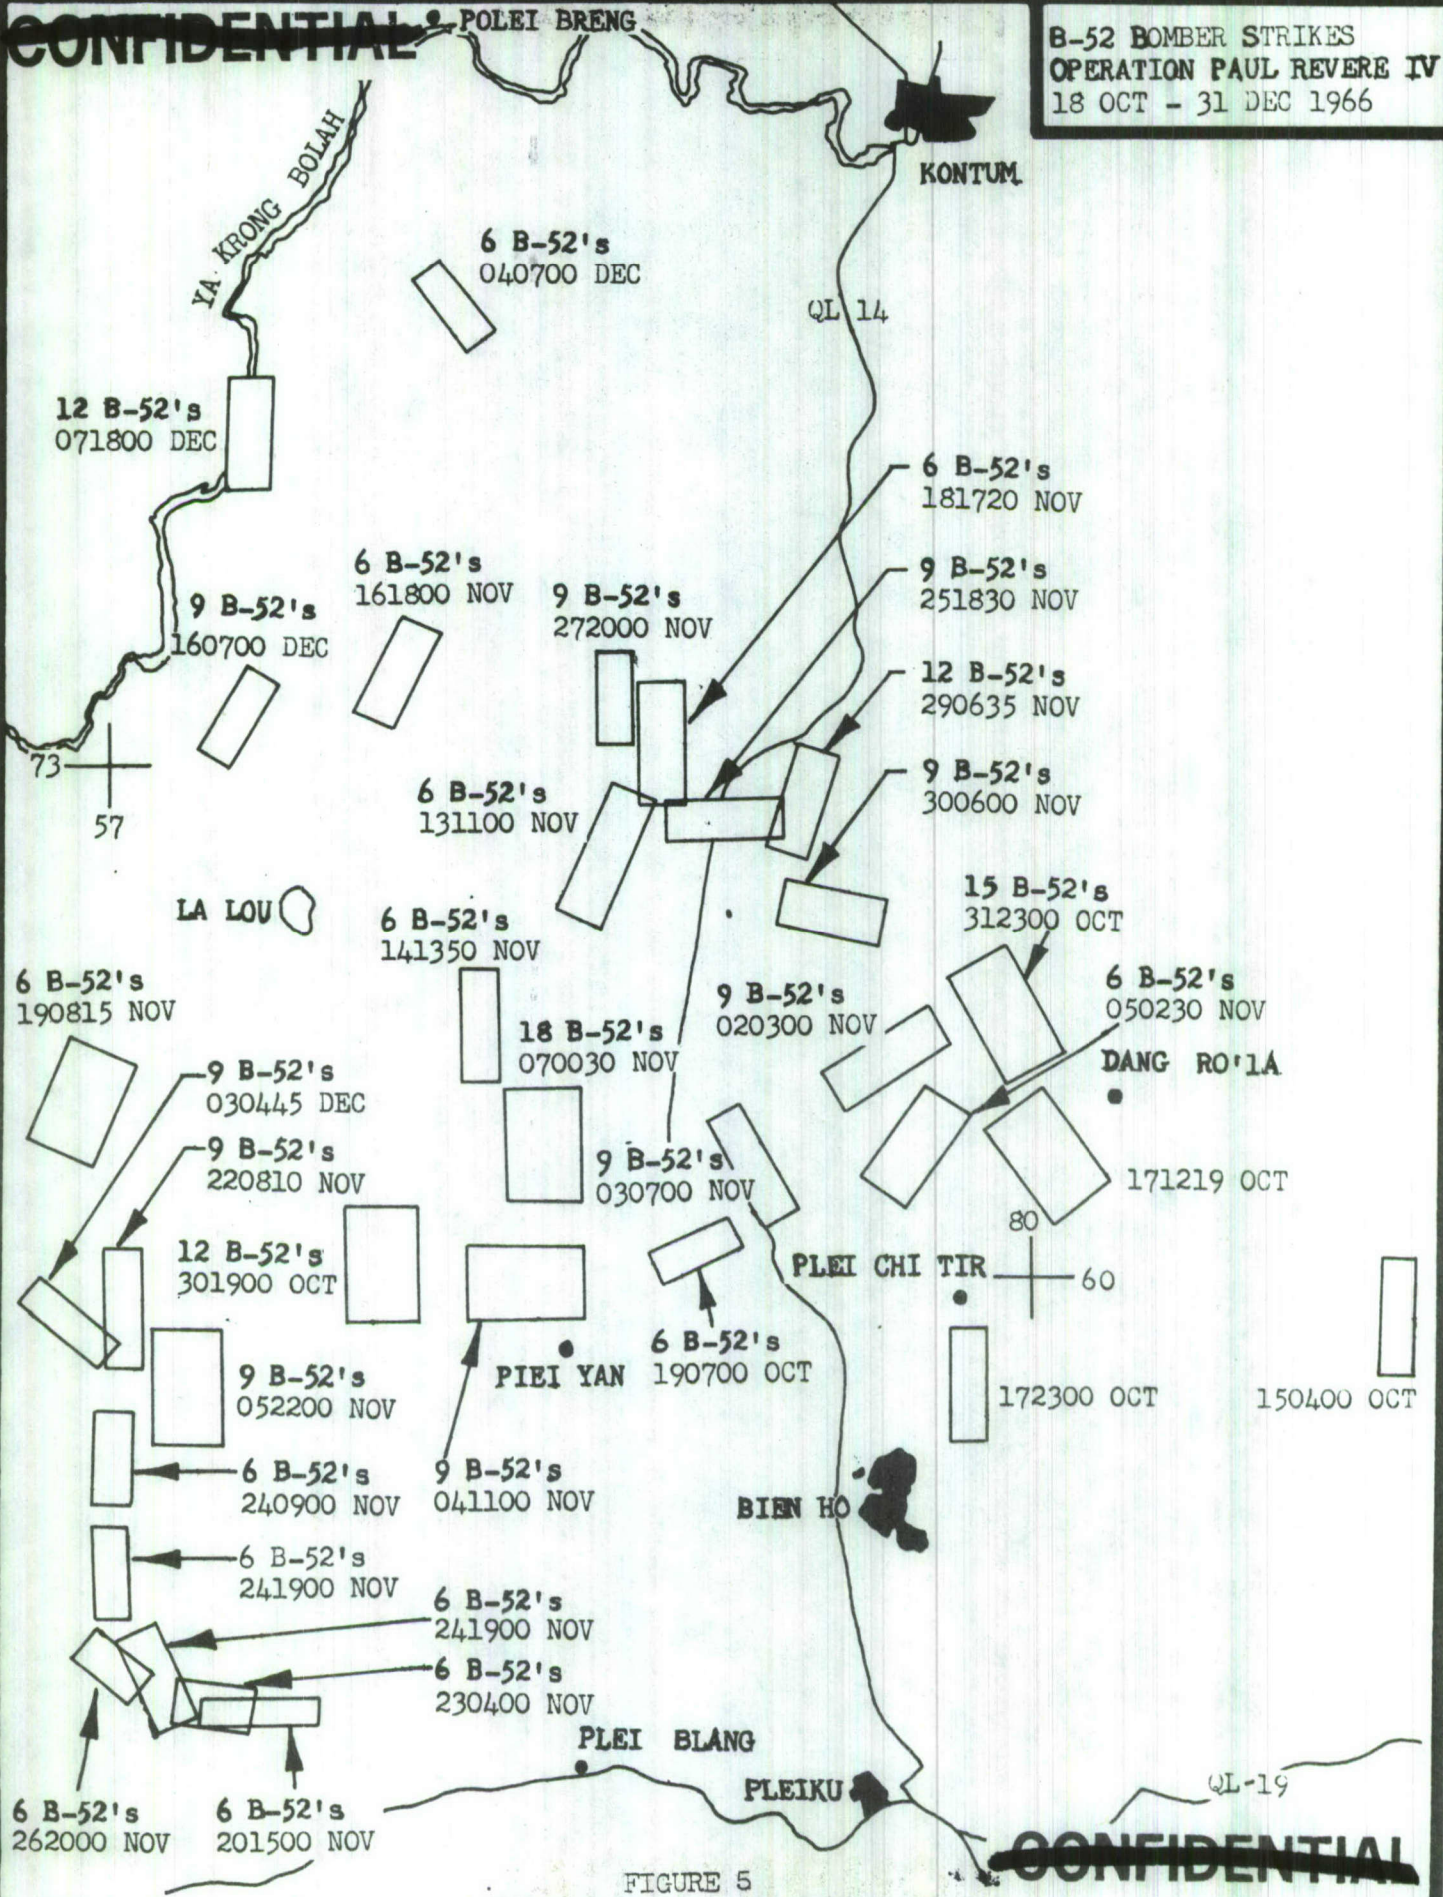 CONFIDENTIAL
POLEI BRENG
B-52 BOMBER STRIKES
OPERATION PAUL REVERE IV
18 OCT - 31 DEC 1966
KONTUM
YA KRONG BOLAH
6 B-52's
040700 DEC
QL 14
12 B-52's
071800 DEC
6 B-52's
181720 NOV
6 B-52's
161800 NOV
9 B-52's
251830 NOV
9 B-52's
272000 NOV
9 B-52's
160700 DEC
12 B-52's
290635 NOV
73
57
6 B-52's
131100 NOV
9 B-52's
300600 NOV
LA LOU
15 B-52's
312300 OCT
6 B-52's
141350 NOV
6 B-52's
190815 NOV
9 B-52's
020300 NOV
6 B-52's
050230 NOV
18 B-52's
070030 NOV
DANG RO'1A
9 B-52's
030445 DEC
9 B-52's
220810 NOV
9 B-52's
030700 NOV
171219 OCT
80
60
12 B-52's
301900 OCT
PLEI CHI TIR
PIEI YAN
6 B-52's
190700 OCT
9 B-52's
052200 NOV
172300 OCT
150400 OCT
6 B-52's
240900 NOV
9 B-52's
041100 NOV
BIEN HO
6 B-52's
241900 NOV
6 B-52's
241900 NOV
6 B-52's
230400 NOV
PLEI BLANG
PLEIKU
QL-19
6 B-52's
262000 NOV
6 B-52's
201500 NOV
CONFIDENTIAL
FIGURE 5